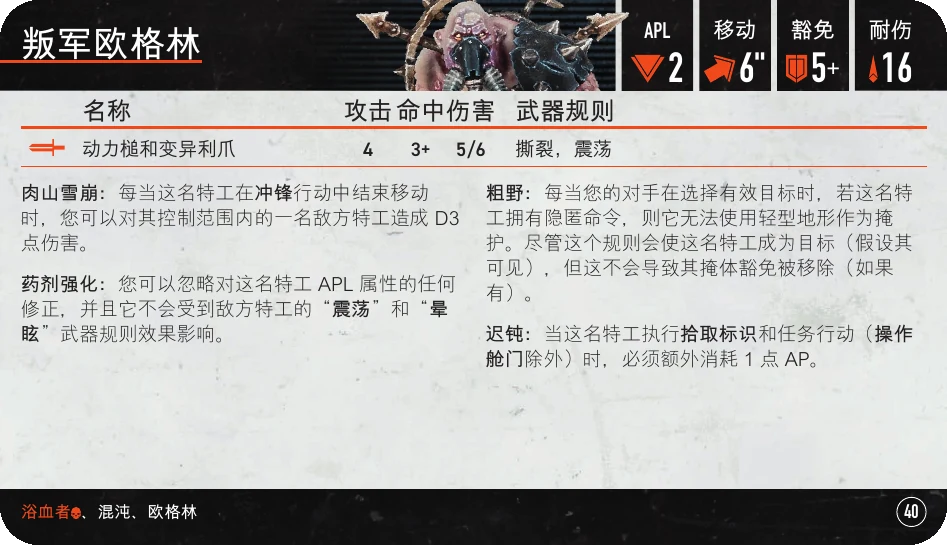 叛军欧格林
APL 移动 豁免 耐伤
2 6" 5+ 16
名称 攻击 命中 伤害 武器规则
动力槌和变异利爪 4 3+ 5/6 撕裂，震荡
肉山雪崩：每当这名特工在冲锋行动中结束移动
时，您可以对其控制范围内的一名敌方特工造成 D3
点伤害。
药剂强化：您可以忽略对这名特工 APL 属性的任何
修正，并且它不会受到敌方特工的“震荡”和“晕
眩”武器规则效果影响。
粗野：每当您的对手在选择有效目标时，若这名特
工拥有隐匿命令，则它无法使用轻型地形作为掩
护。尽管这个规则会使这名特工成为目标（假设其
可见），但这不会导致其掩体豁免被移除（如果
有）。
迟钝：当这名特工执行拾取标识和任务行动（操作
舱门除外）时，必须额外消耗 1 点 AP。
浴血者、混沌、欧格林
40